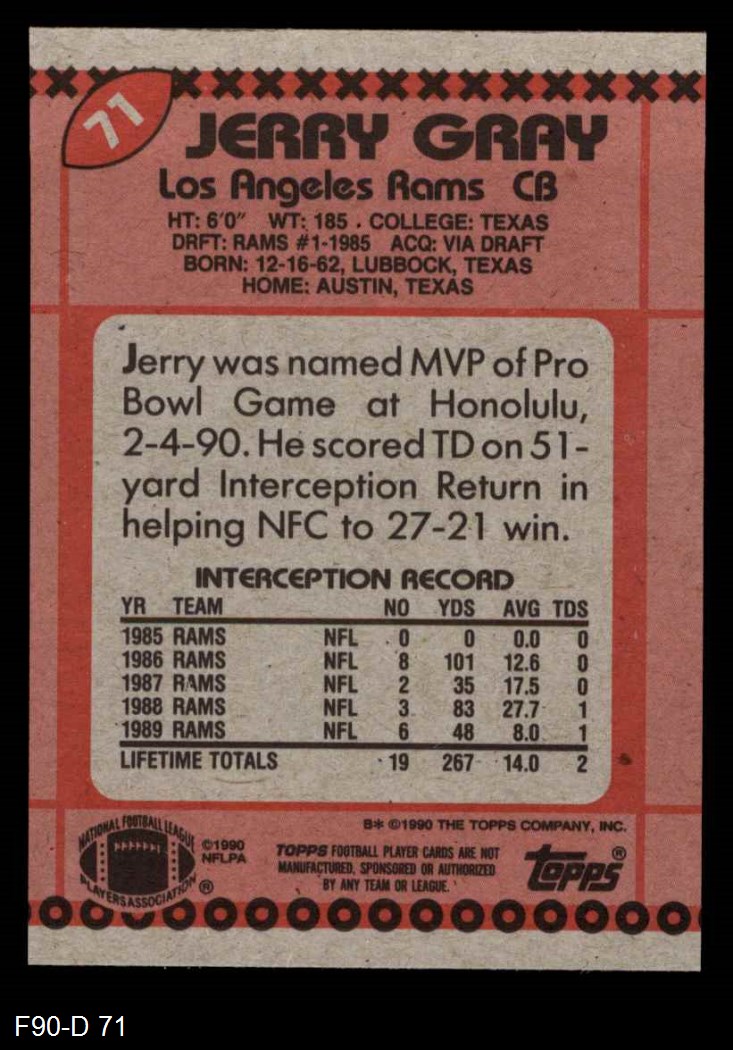 71
JERRY GRAY
Los Angeles Rams CB
HT: 6'0" WT: 185 . COLLEGE: TEXAS
DRFT: RAMS #1-1985 ACQ: VIA DRAFT
BORN: 12-16-62, LUBBOCK, TEXAS
HOME: AUSTIN, TEXAS
Jerry was named MVP of Pro
Bowl Game at Honolulu,
2-4-90. He scored TD on 51-
yard Interception Return in
helping NFC to 27-21 win.
INTERCEPTION RECORD
YR TEAM NO YDS AVG TDS
1985 RAMS NFL 0 0 0.0 0
1986 RAMS NFL 8 101 12.6 0
1987 RAMS NFL 2 35 17.5 0
1988 RAMS NFL 3 83 27.7 1
1989 RAMS NFL 6 48 8.0 1
LIFETIME TOTALS 19 267 14.0 2
B* ©1990 THE TOPPS COMPANY, INC.
NATIONAL FOOTBALL LEAGUE
PLAYERS ASSOCIATION ®
©1990
NFLPA
TOPPS FOOTBALL PLAYER CARDS ARE NOT
MANUFACTURED, SPONSORED OR AUTHORIZED
BY ANY TEAM OR LEAGUE.
topps®
F90-D 71